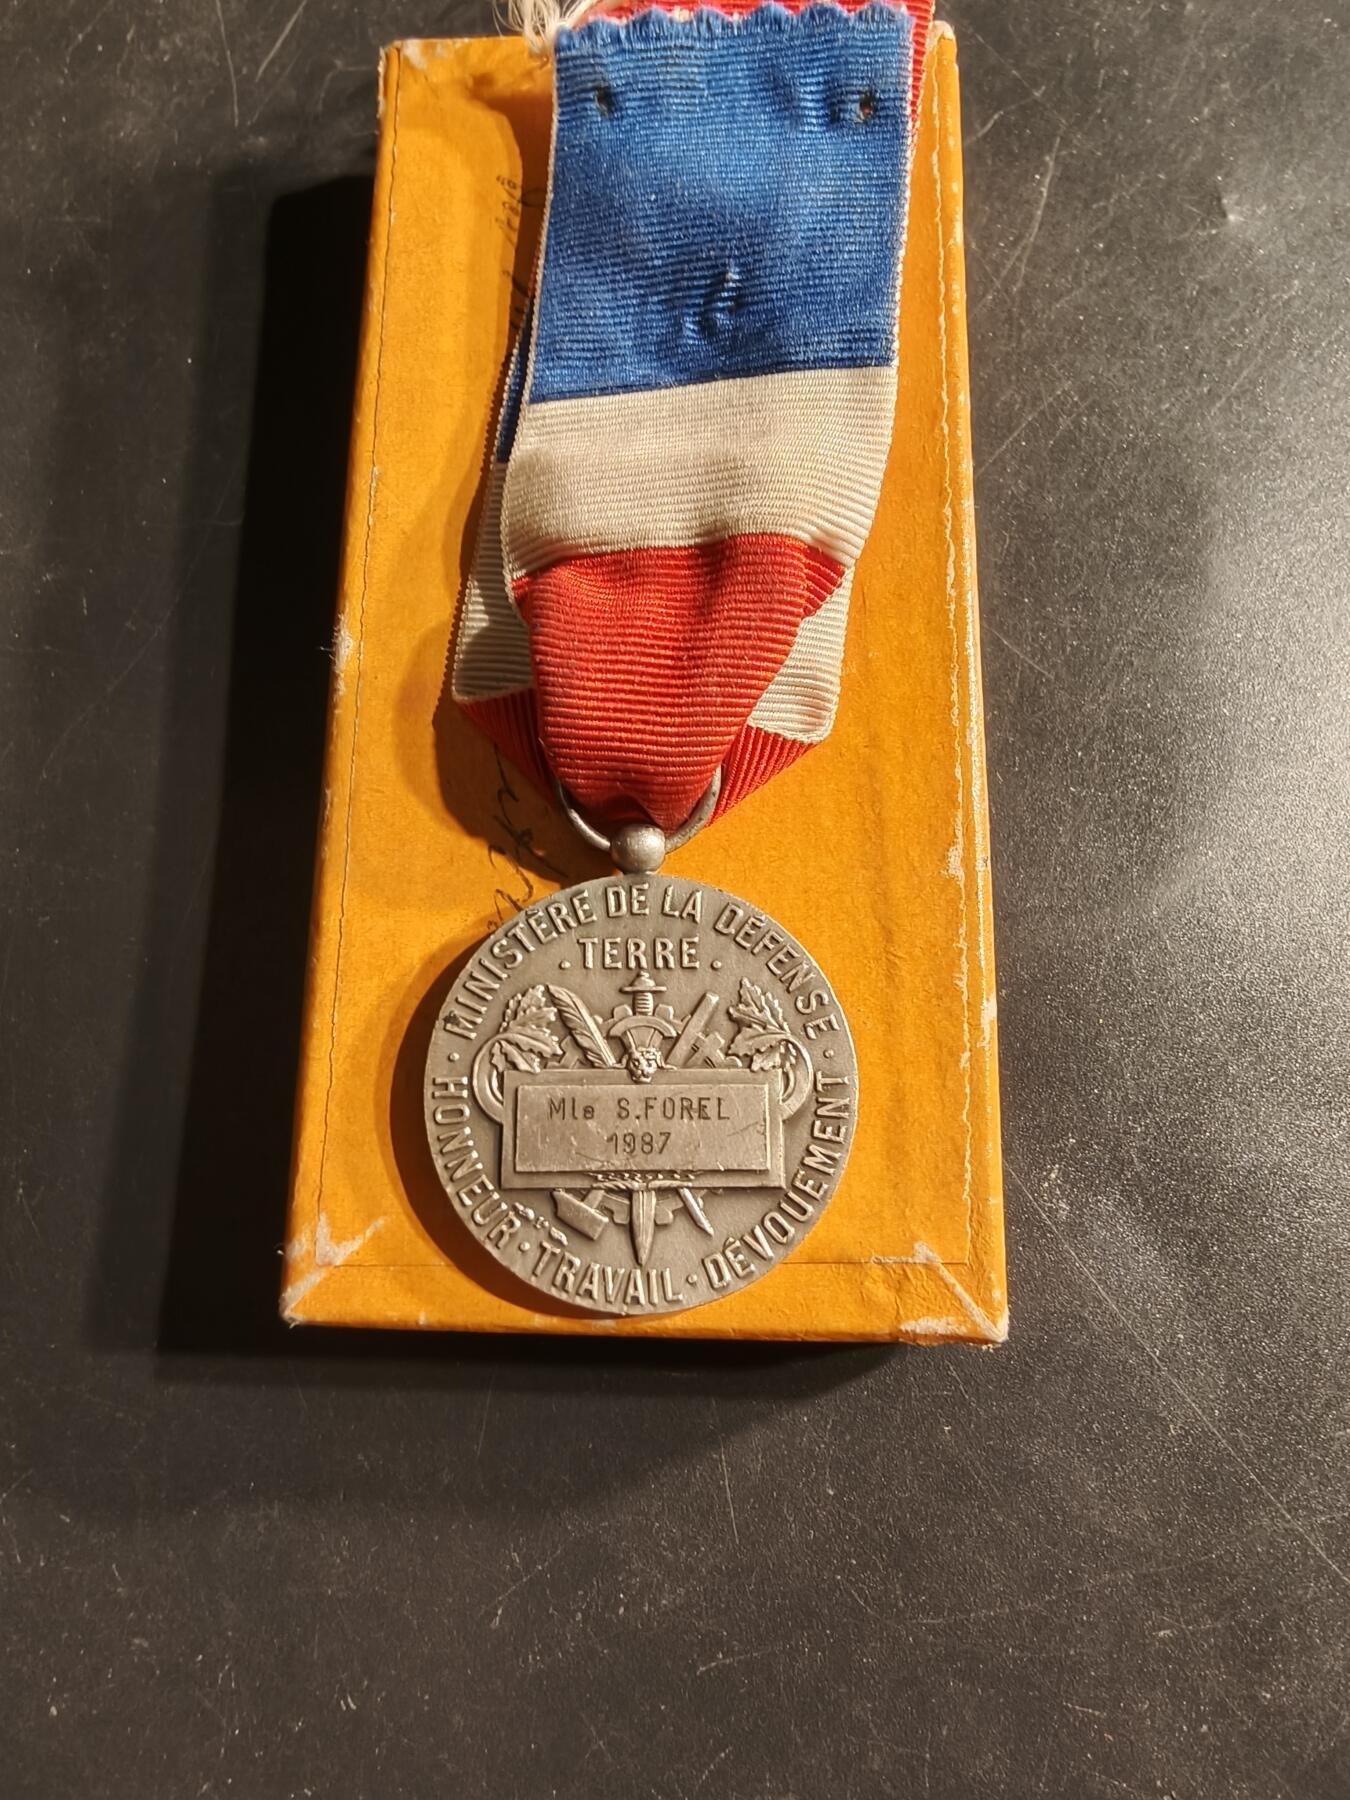 · MINISTÈRE DE LA DÉFENSE ·
. TERRE .
Mle S.FOREL
1987
HONNEUR · TRAVAIL · DÉVOUEMENT